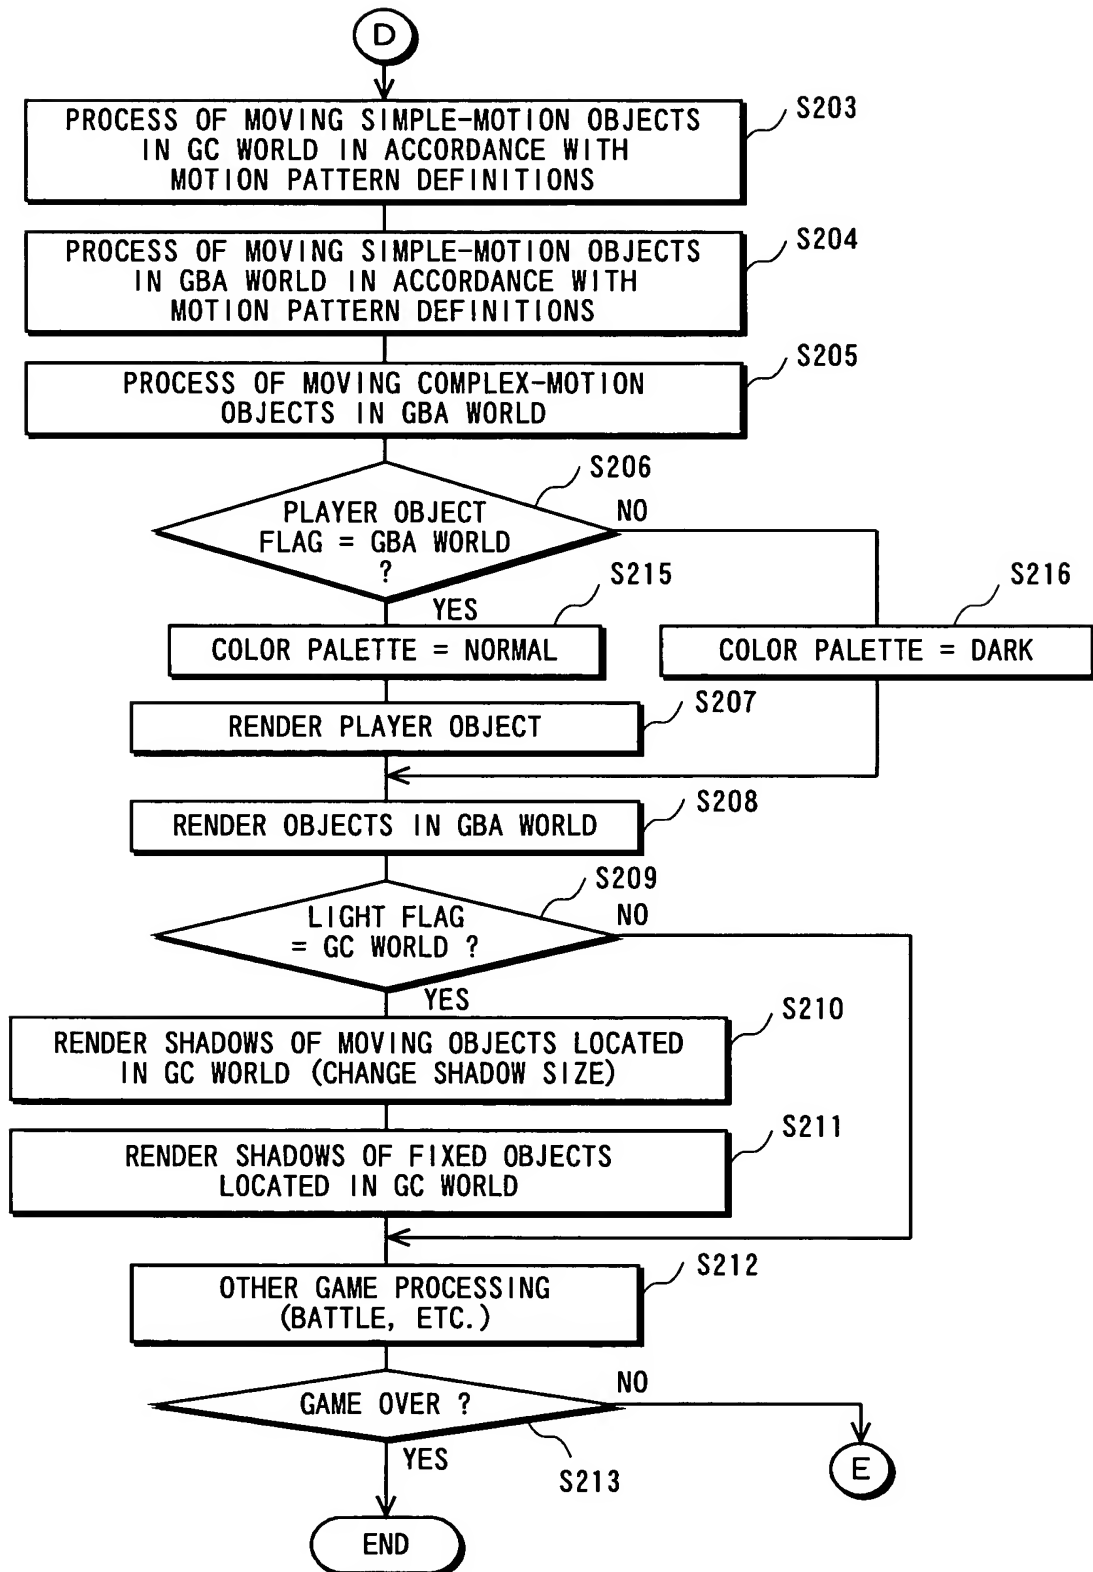 D
PROCESS OF MOVING SIMPLE-MOTION OBJECTS
IN GC WORLD IN ACCORDANCE WITH
MOTION PATTERN DEFINITIONS
S203
PROCESS OF MOVING SIMPLE-MOTION OBJECTS
IN GBA WORLD IN ACCORDANCE WITH
MOTION PATTERN DEFINITIONS
S204
PROCESS OF MOVING COMPLEX-MOTION
OBJECTS IN GBA WORLD
S205
PLAYER OBJECT
FLAG = GBA WORLD
?
S206
NO
YES
COLOR PALETTE = NORMAL
S215
COLOR PALETTE = DARK
S216
RENDER PLAYER OBJECT
S207
RENDER OBJECTS IN GBA WORLD
S208
LIGHT FLAG
= GC WORLD ?
S209
NO
YES
RENDER SHADOWS OF MOVING OBJECTS LOCATED
IN GC WORLD (CHANGE SHADOW SIZE)
S210
RENDER SHADOWS OF FIXED OBJECTS
LOCATED IN GC WORLD
S211
OTHER GAME PROCESSING
(BATTLE, ETC.)
S212
GAME OVER ?
NO
YES
S213
E
END